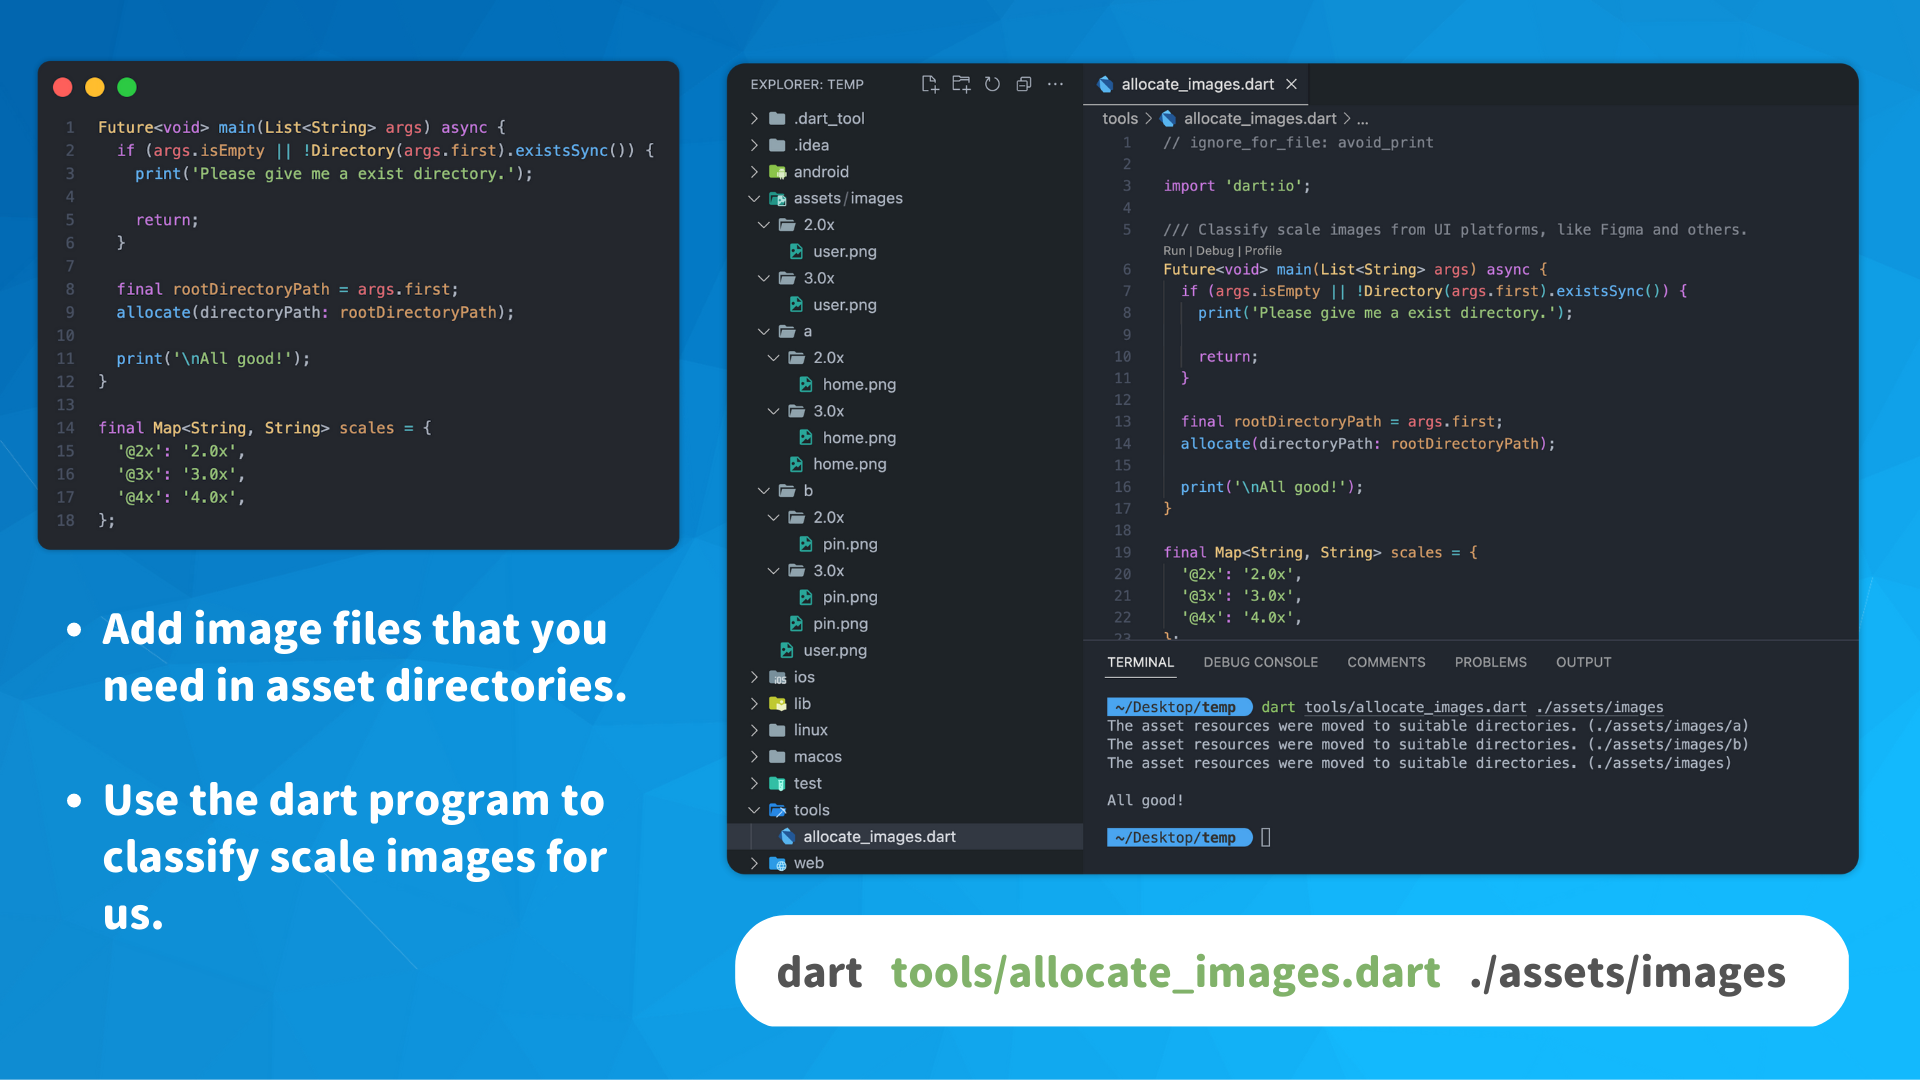 1 Future<void> main(List<String> args) async {
2 if (args.isEmpty || !Directory(args.first).existsSync()) {
3 print('Please give me a exist directory.');
4
5 return;
6 }
7
8 final rootDirectoryPath = args.first;
9 allocate(directoryPath: rootDirectoryPath);
10
11 print('\nAll good!');
12 }
13
14 final Map<String, String> scales = {
15 '@2x': '2.0x',
16 '@3x': '3.0x',
17 '@4x': '4.0x',
18 };
• Add image files that you
need in asset directories.
• Use the dart program to
classify scale images for
us.
EXPLORER: TEMP
.dart_tool
.idea
android
assets/images
2.0x
user.png
3.0x
user.png
a
2.0x
home.png
3.0x
home.png
home.png
b
2.0x
pin.png
3.0x
pin.png
pin.png
user.png
iOS ios
lib
linux
macos
test
tools
allocate_images.dart
web
allocate_images.dart
tools > allocate_images.dart > ...
1 // ignore_for_file: avoid_print
2
3 import 'dart:io';
4
5 /// Classify scale images from UI platforms, like Figma and others.
Run | Debug | Profile
6 Future<void> main(List<String> args) async {
7 if (args.isEmpty || !Directory(args.first).existsSync()) {
8 print('Please give me a exist directory.');
9
10 return;
11 }
12
13 final rootDirectoryPath = args.first;
14 allocate(directoryPath: rootDirectoryPath);
15
16 print('\nAll good!');
17 }
18
19 final Map<String, String> scales = {
20 '@2x': '2.0x',
21 '@3x': '3.0x',
22 '@4x': '4.0x',
23 };
TERMINAL DEBUG CONSOLE COMMENTS PROBLEMS OUTPUT
~/Desktop/temp dart tools/allocate_images.dart ./assets/images
The asset resources were moved to suitable directories. (./assets/images/a)
The asset resources were moved to suitable directories. (./assets/images/b)
The asset resources were moved to suitable directories. (./assets/images)
All good!
~/Desktop/temp
dart tools/allocate_images.dart ./assets/images